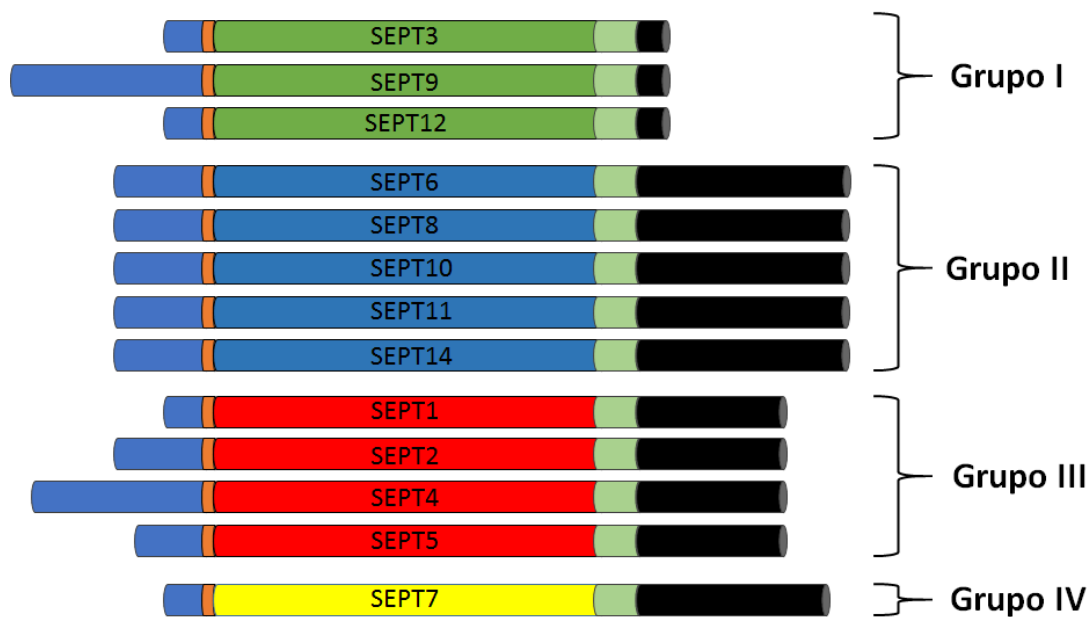 SEPT3
SEPT9
SEPT12
Grupo I
SEPT6
SEPT8
SEPT10
SEPT11
SEPT14
Grupo II
SEPT1
SEPT2
SEPT4
SEPT5
Grupo III
SEPT7
Grupo IV